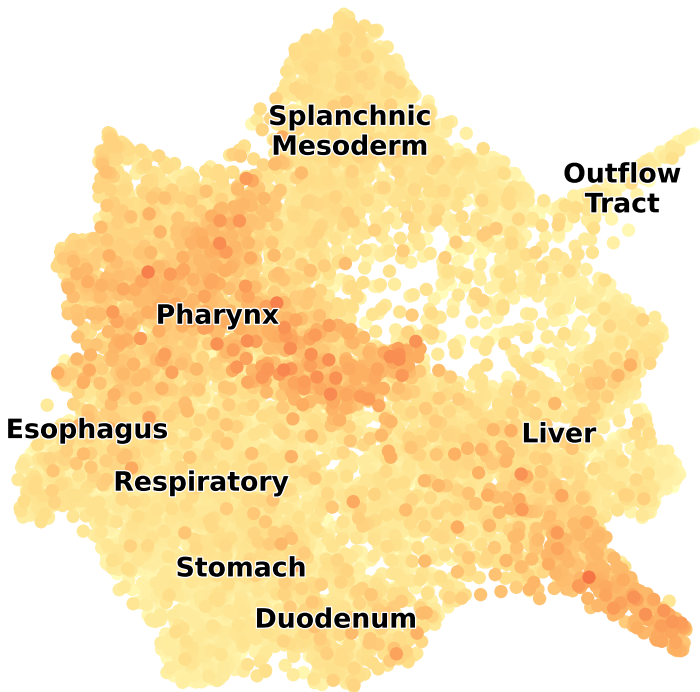 Splanchnic
Mesoderm
Outflow
Tract
Pharynx
Esophagus
Liver
Respiratory
Stomach
Duodenum